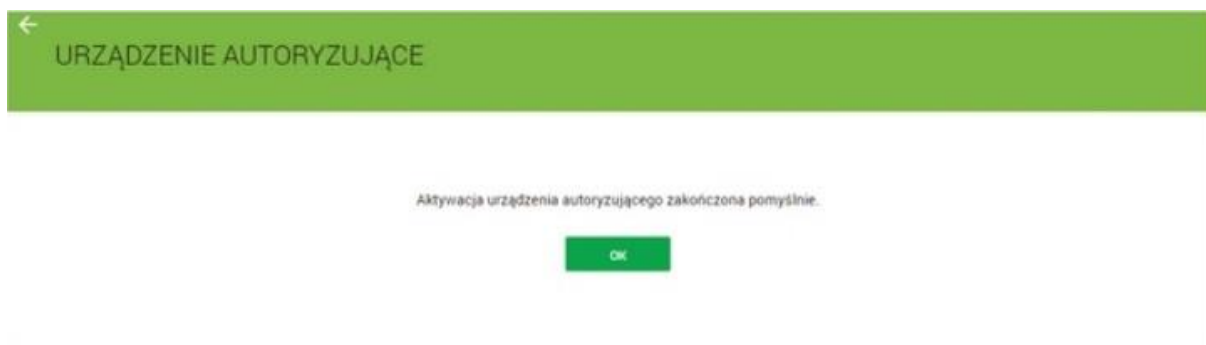 URZĄDZENIE AUTORYZUJĄCE
Aktywacja urządzenia autoryzującego zakończona pomyślnie.
OK